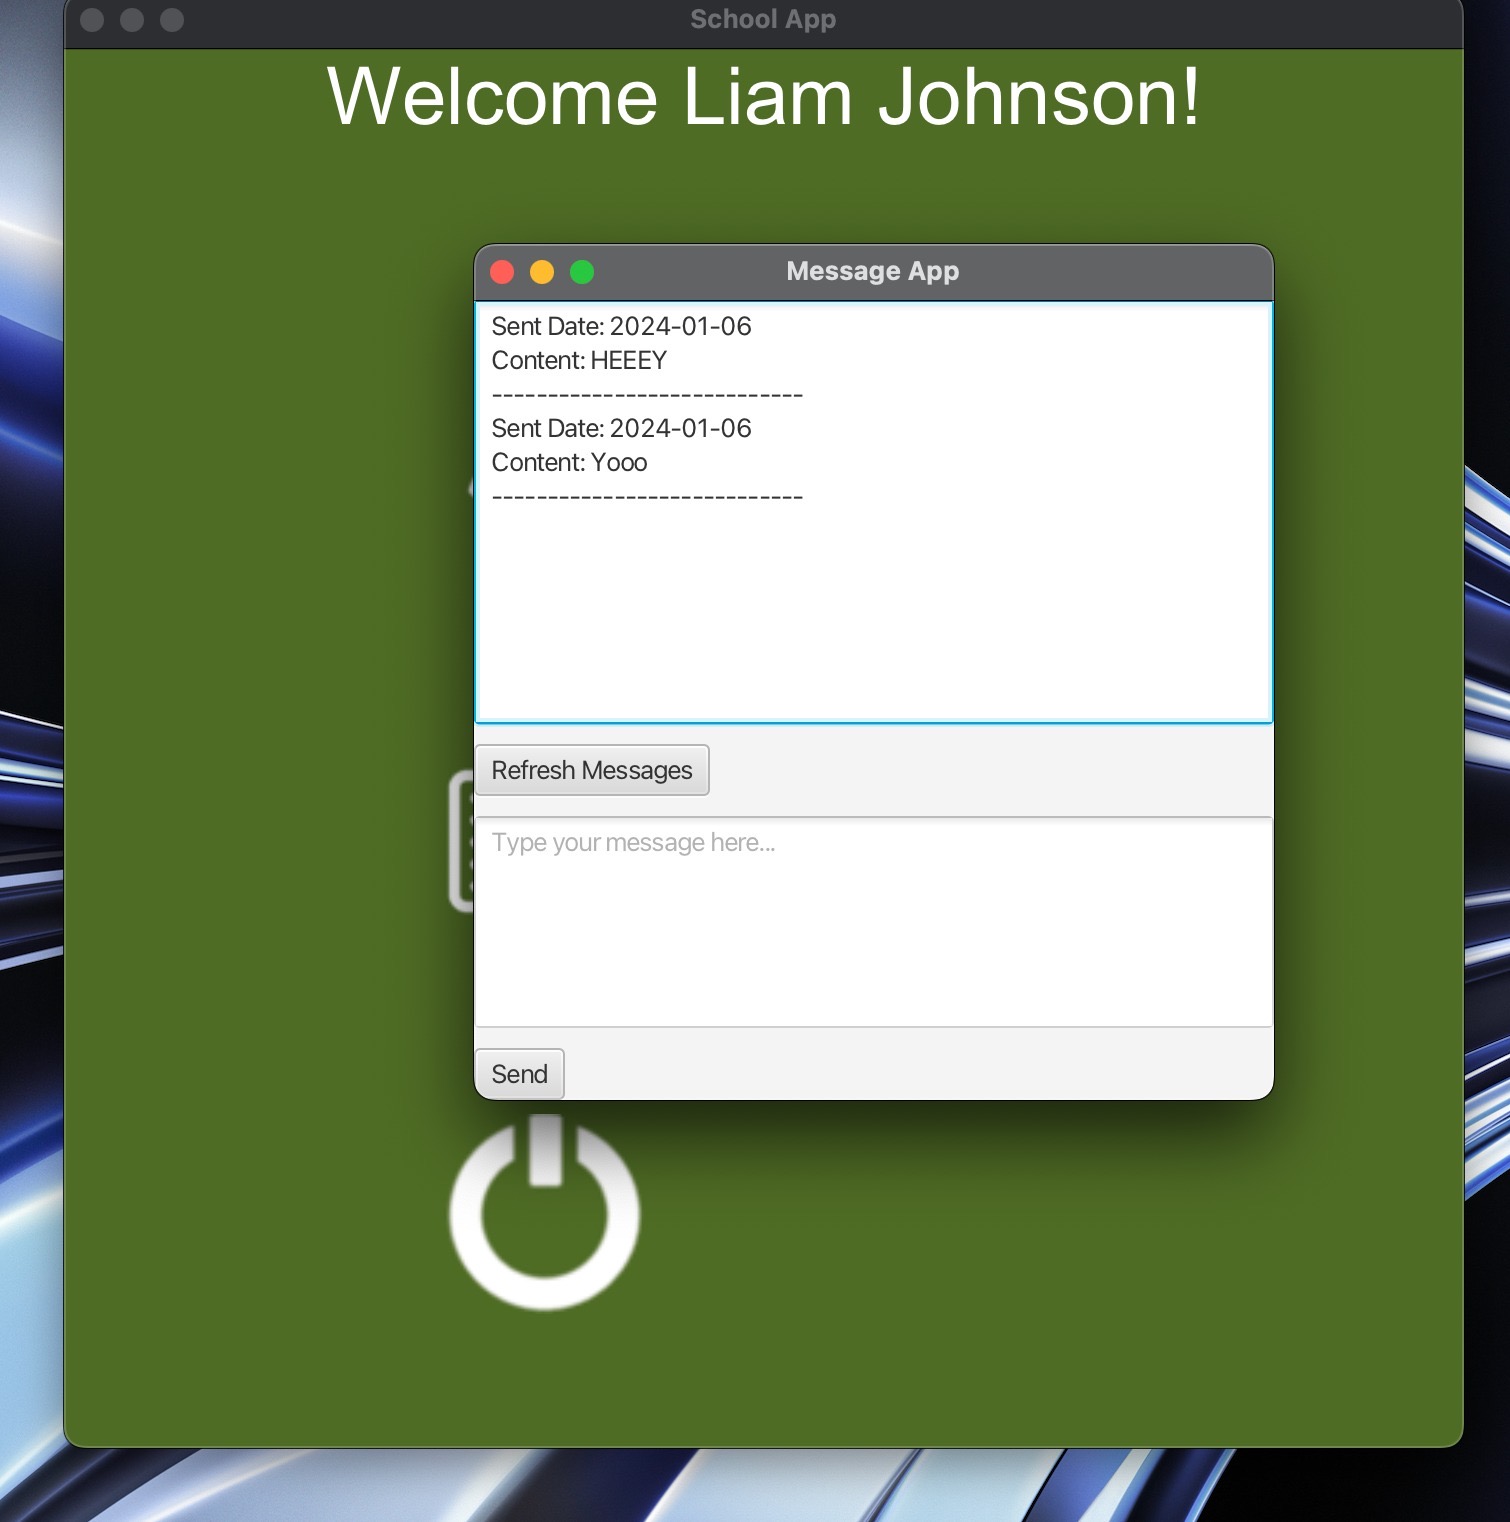 School App
Welcome Liam Johnson!
Message App
Sent Date: 2024-01-06
Content: HEEEY
----------------------------
Sent Date: 2024-01-06
Content: Yooo
----------------------------
Refresh Messages
Type your message here...
Send